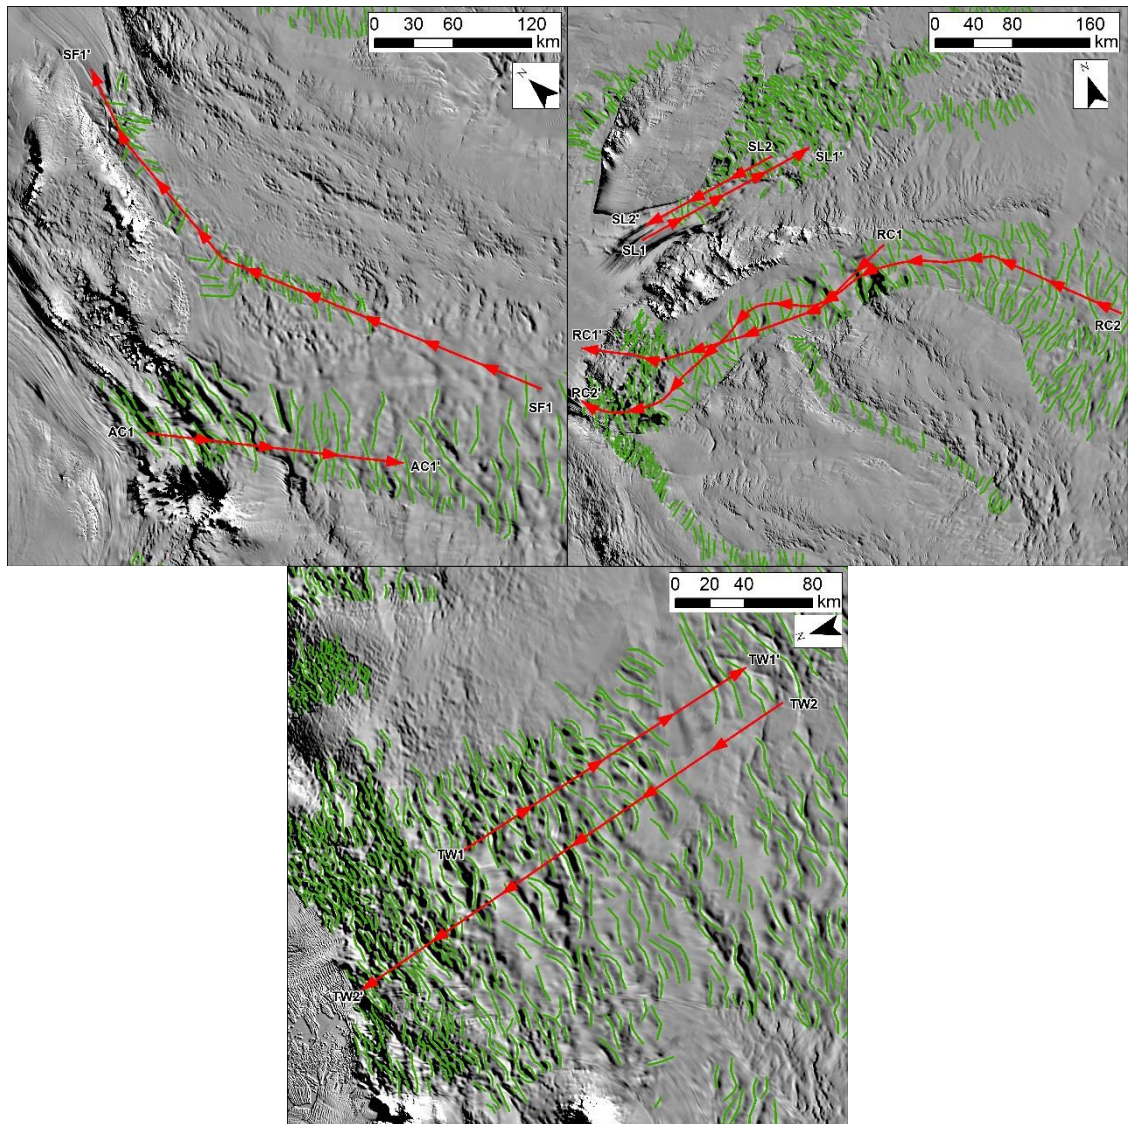 0 30 60 120
km
N
SF1'
SF1
AC1
AC1'
0 40 80 160
km
N
SL2
SL1'
SL2'
SL1
RC1
RC2
RC1'
RC2'
0 20 40 80
km
N
TW1'
TW2
TW1
TW2'